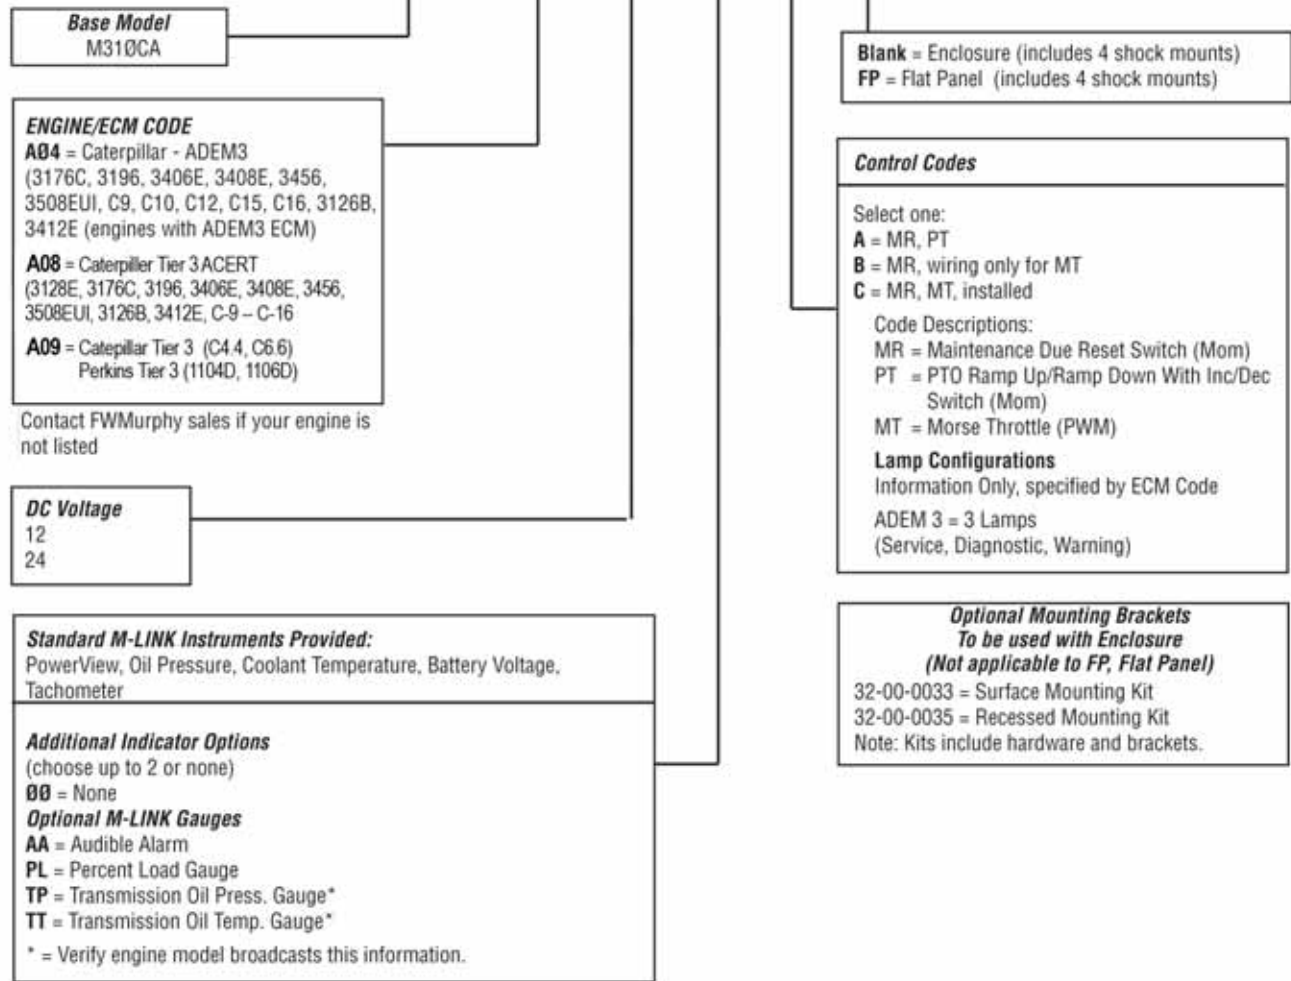 Base Model
M31ØCA
ENGINE/ECM CODE
AØ4 = Caterpillar - ADEM3
(3176C, 3196, 3406E, 3408E, 3456,
3508EUI, C9, C10, C12, C15, C16, 3126B,
3412E (engines with ADEM3 ECM)
A08 = Caterpiller Tier 3 ACERT
(3128E, 3176C, 3196, 3406E, 3408E, 3456,
3508EUI, 3126B, 3412E, C-9 – C-16
A09 = Catepillar Tier 3 (C4.4, C6.6)
Perkins Tier 3 (1104D, 1106D)
Contact FWMurphy sales if your engine is
not listed
DC Voltage
12
24
Standard M-LINK Instruments Provided:
PowerView, Oil Pressure, Coolant Temperature, Battery Voltage,
Tachometer
Additional Indicator Options
(choose up to 2 or none)
ØØ = None
Optional M-LINK Gauges
AA = Audible Alarm
PL = Percent Load Gauge
TP = Transmission Oil Press. Gauge*
TT = Transmission Oil Temp. Gauge*
* = Verify engine model broadcasts this information.
Blank = Enclosure (includes 4 shock mounts)
FP = Flat Panel (includes 4 shock mounts)
Control Codes
Select one:
A = MR, PT
B = MR, wiring only for MT
C = MR, MT, installed
Code Descriptions:
MR = Maintenance Due Reset Switch (Mom)
PT = PTO Ramp Up/Ramp Down With Inc/Dec
Switch (Mom)
MT = Morse Throttle (PWM)
Lamp Configurations
Information Only, specified by ECM Code
ADEM 3 = 3 Lamps
(Service, Diagnostic, Warning)
Optional Mounting Brackets
To be used with Enclosure
(Not applicable to FP, Flat Panel)
32-00-0033 = Surface Mounting Kit
32-00-0035 = Recessed Mounting Kit
Note: Kits include hardware and brackets.